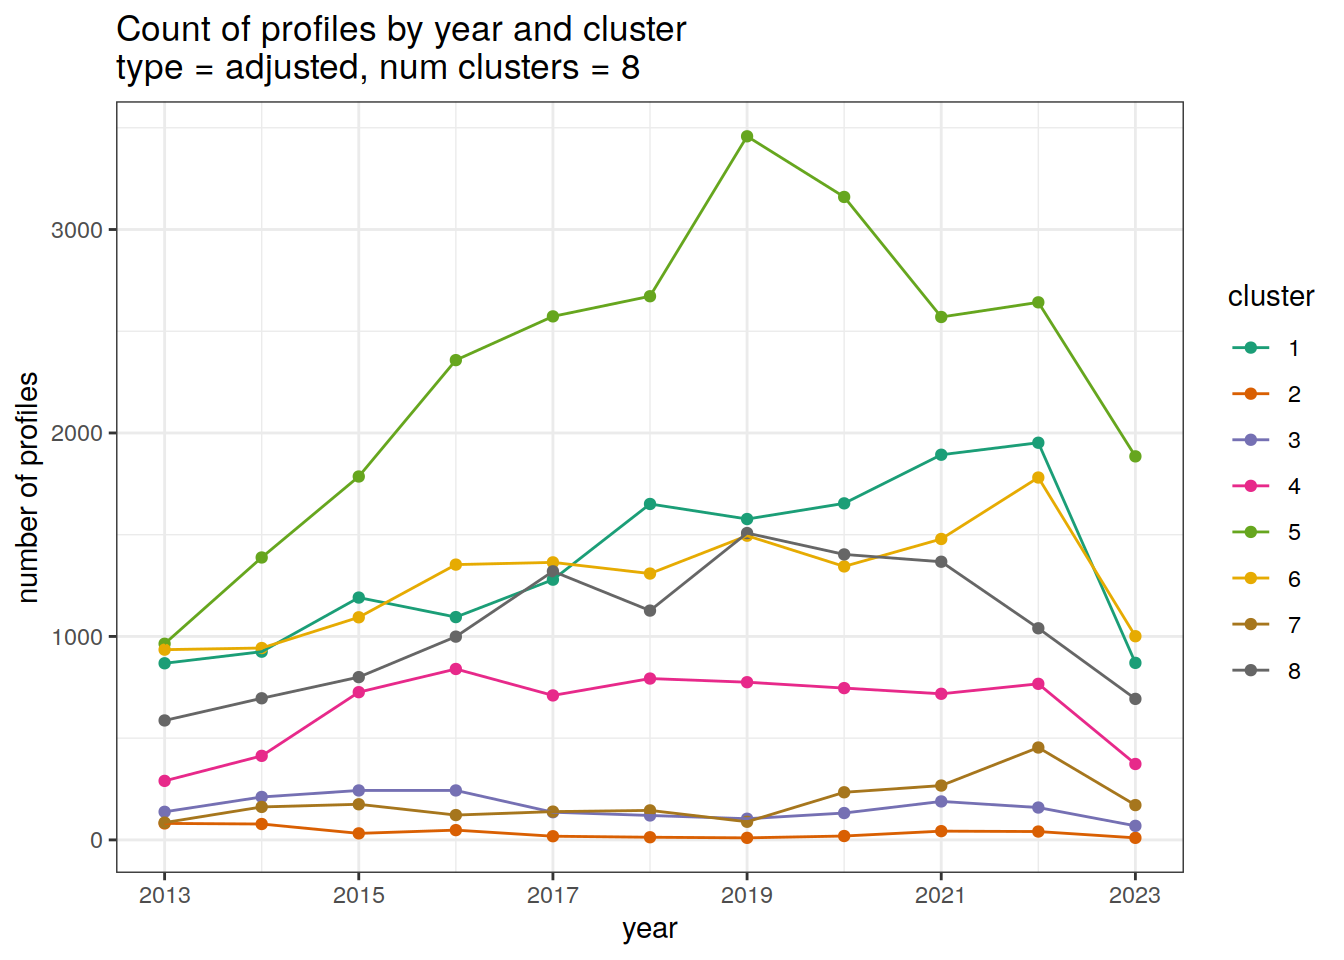 Count of profiles by year and cluster
type = adjusted, num clusters = 8
3000
2000
1000
0
number of profiles
2013 2015 2017 2019 2021 2023
year
cluster
1
2
3
4
5
6
7
8